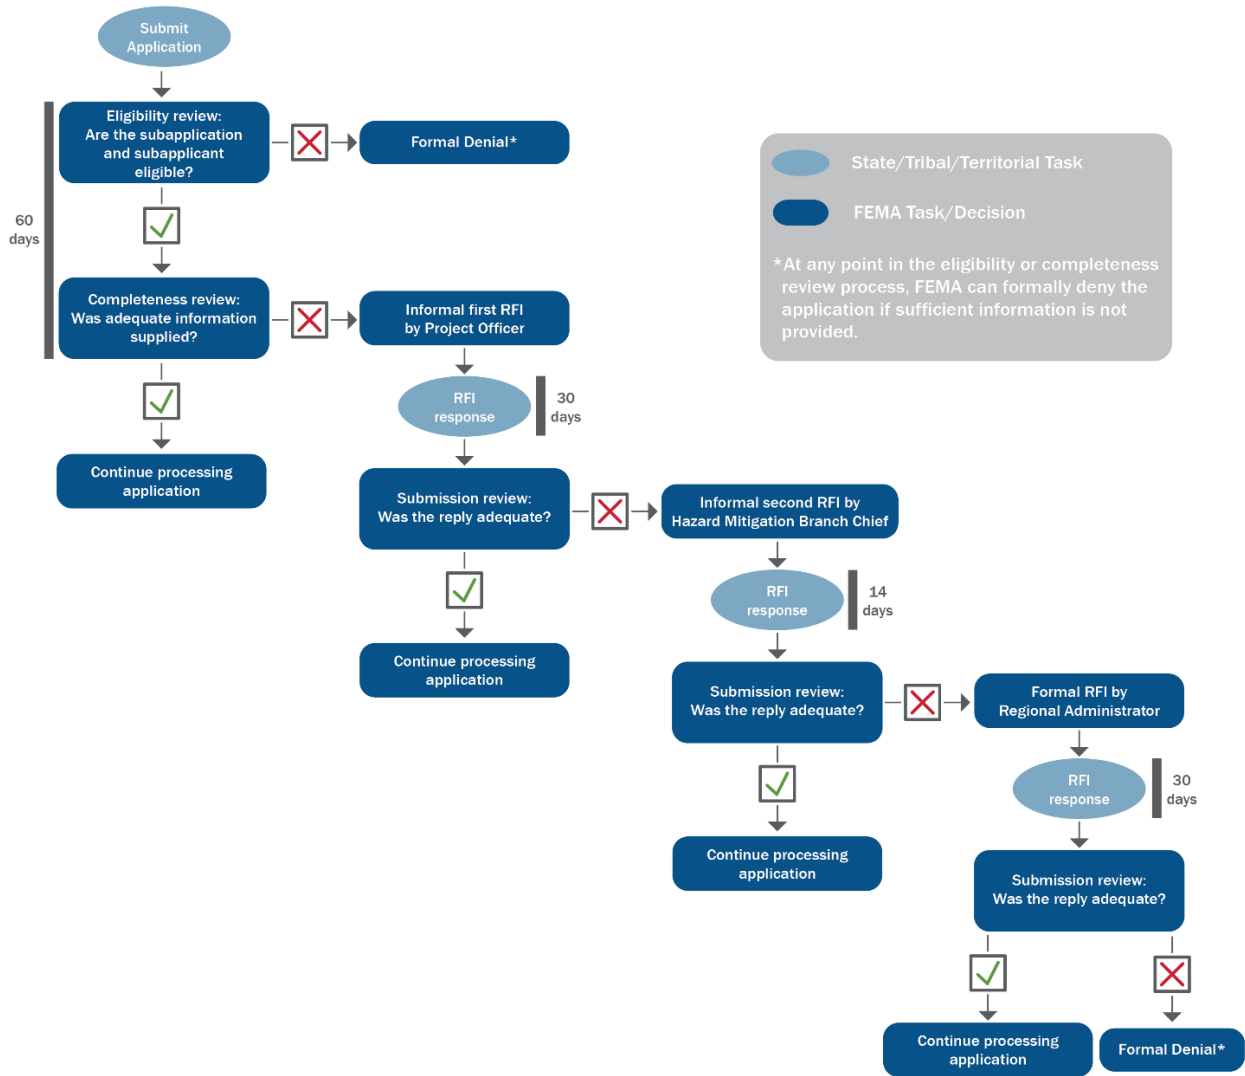 Submit
Application
Eligibility review:
Are the subapplication
and subapplicant
eligible?
Formal Denial*
60
days
Completeness review:
Was adequate information
supplied?
Informal first RFI
by Project Officer
State/Tribal/Territorial Task
FEMA Task/Decision
*At any point in the eligibility or completeness
review process, FEMA can formally deny the
application if sufficient information is not
provided.
RFI
response
30
days
Continue processing
application
Submission review:
Was the reply adequate?
Informal second RFI by
Hazard Mitigation Branch Chief
RFI
response
14
days
Continue processing
application
Submission review:
Was the reply adequate?
Formal RFI by
Regional Administrator
RFI
response
30
days
Continue processing
application
Submission review:
Was the reply adequate?
Continue processing
application
Formal Denial*